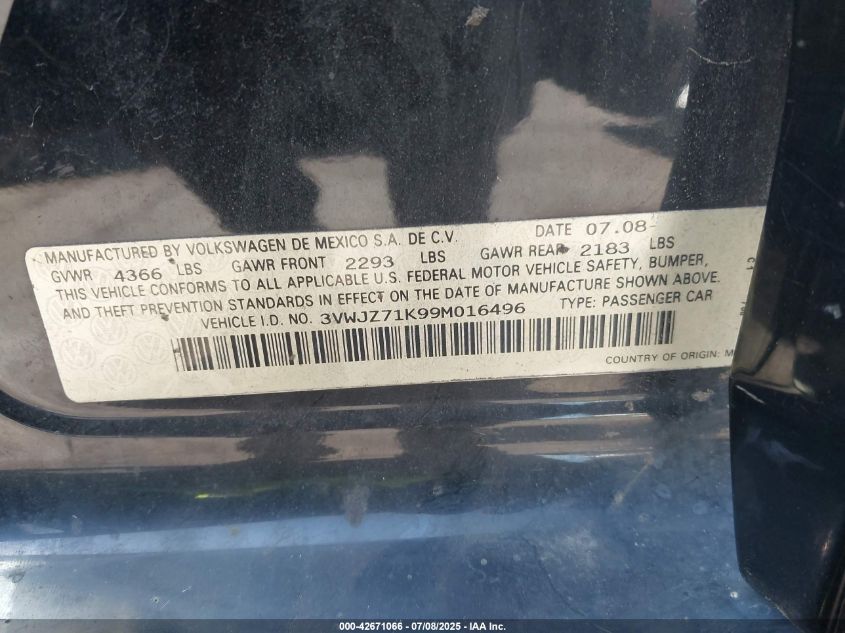 MANUFACTURED BY VOLKSWAGEN DE MEXICO S.A. DE C.V. DATE 07.08
GVWR 4366 LBS GAWR FRONT 2293 LBS GAWR REAR 2183 LBS
THIS VEHICLE CONFORMS TO ALL APPLICABLE U.S. FEDERAL MOTOR VEHICLE SAFETY, BUMPER,
AND THEFT PREVENTION STANDARDS IN EFFECT ON THE DATE OF MANUFACTURE SHOWN ABOVE.
VEHICLE I.D. NO. 3VWJZ71K99M016496 TYPE: PASSENGER CAR
COUNTRY OF ORIGIN: M
000-42671066 - 07/08/2025 - IAA Inc.